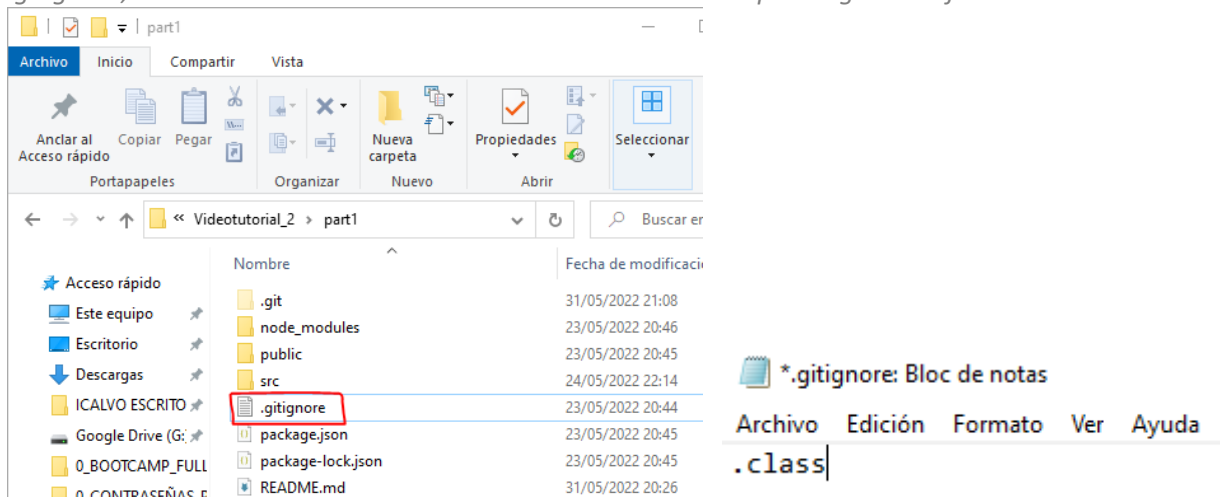 part1
Archivo Inicio Compartir Vista
Anclar al Acceso rápido
Copiar
Pegar
Portapapeles
Organizar
Nueva carpeta
Nuevo
Propiedades
Abrir
Seleccionar
« Videotutorial_2 > part1
Buscar en
Nombre Fecha de modificació
Acceso rápido
Este equipo
Escritorio
Descargas
ICALVO ESCRITO
Google Drive (G:
0_BOOTCAMP_FULL
0_CONTRASEÑAS_F
.git 31/05/2022 21:08
node_modules 23/05/2022 20:46
public 23/05/2022 20:45
src 24/05/2022 22:14
.gitignore 23/05/2022 20:44
package.json 23/05/2022 20:45
package-lock.json 23/05/2022 20:45
README.md 31/05/2022 20:26
*.gitignore: Bloc de notas
Archivo Edición Formato Ver Ayuda
.class